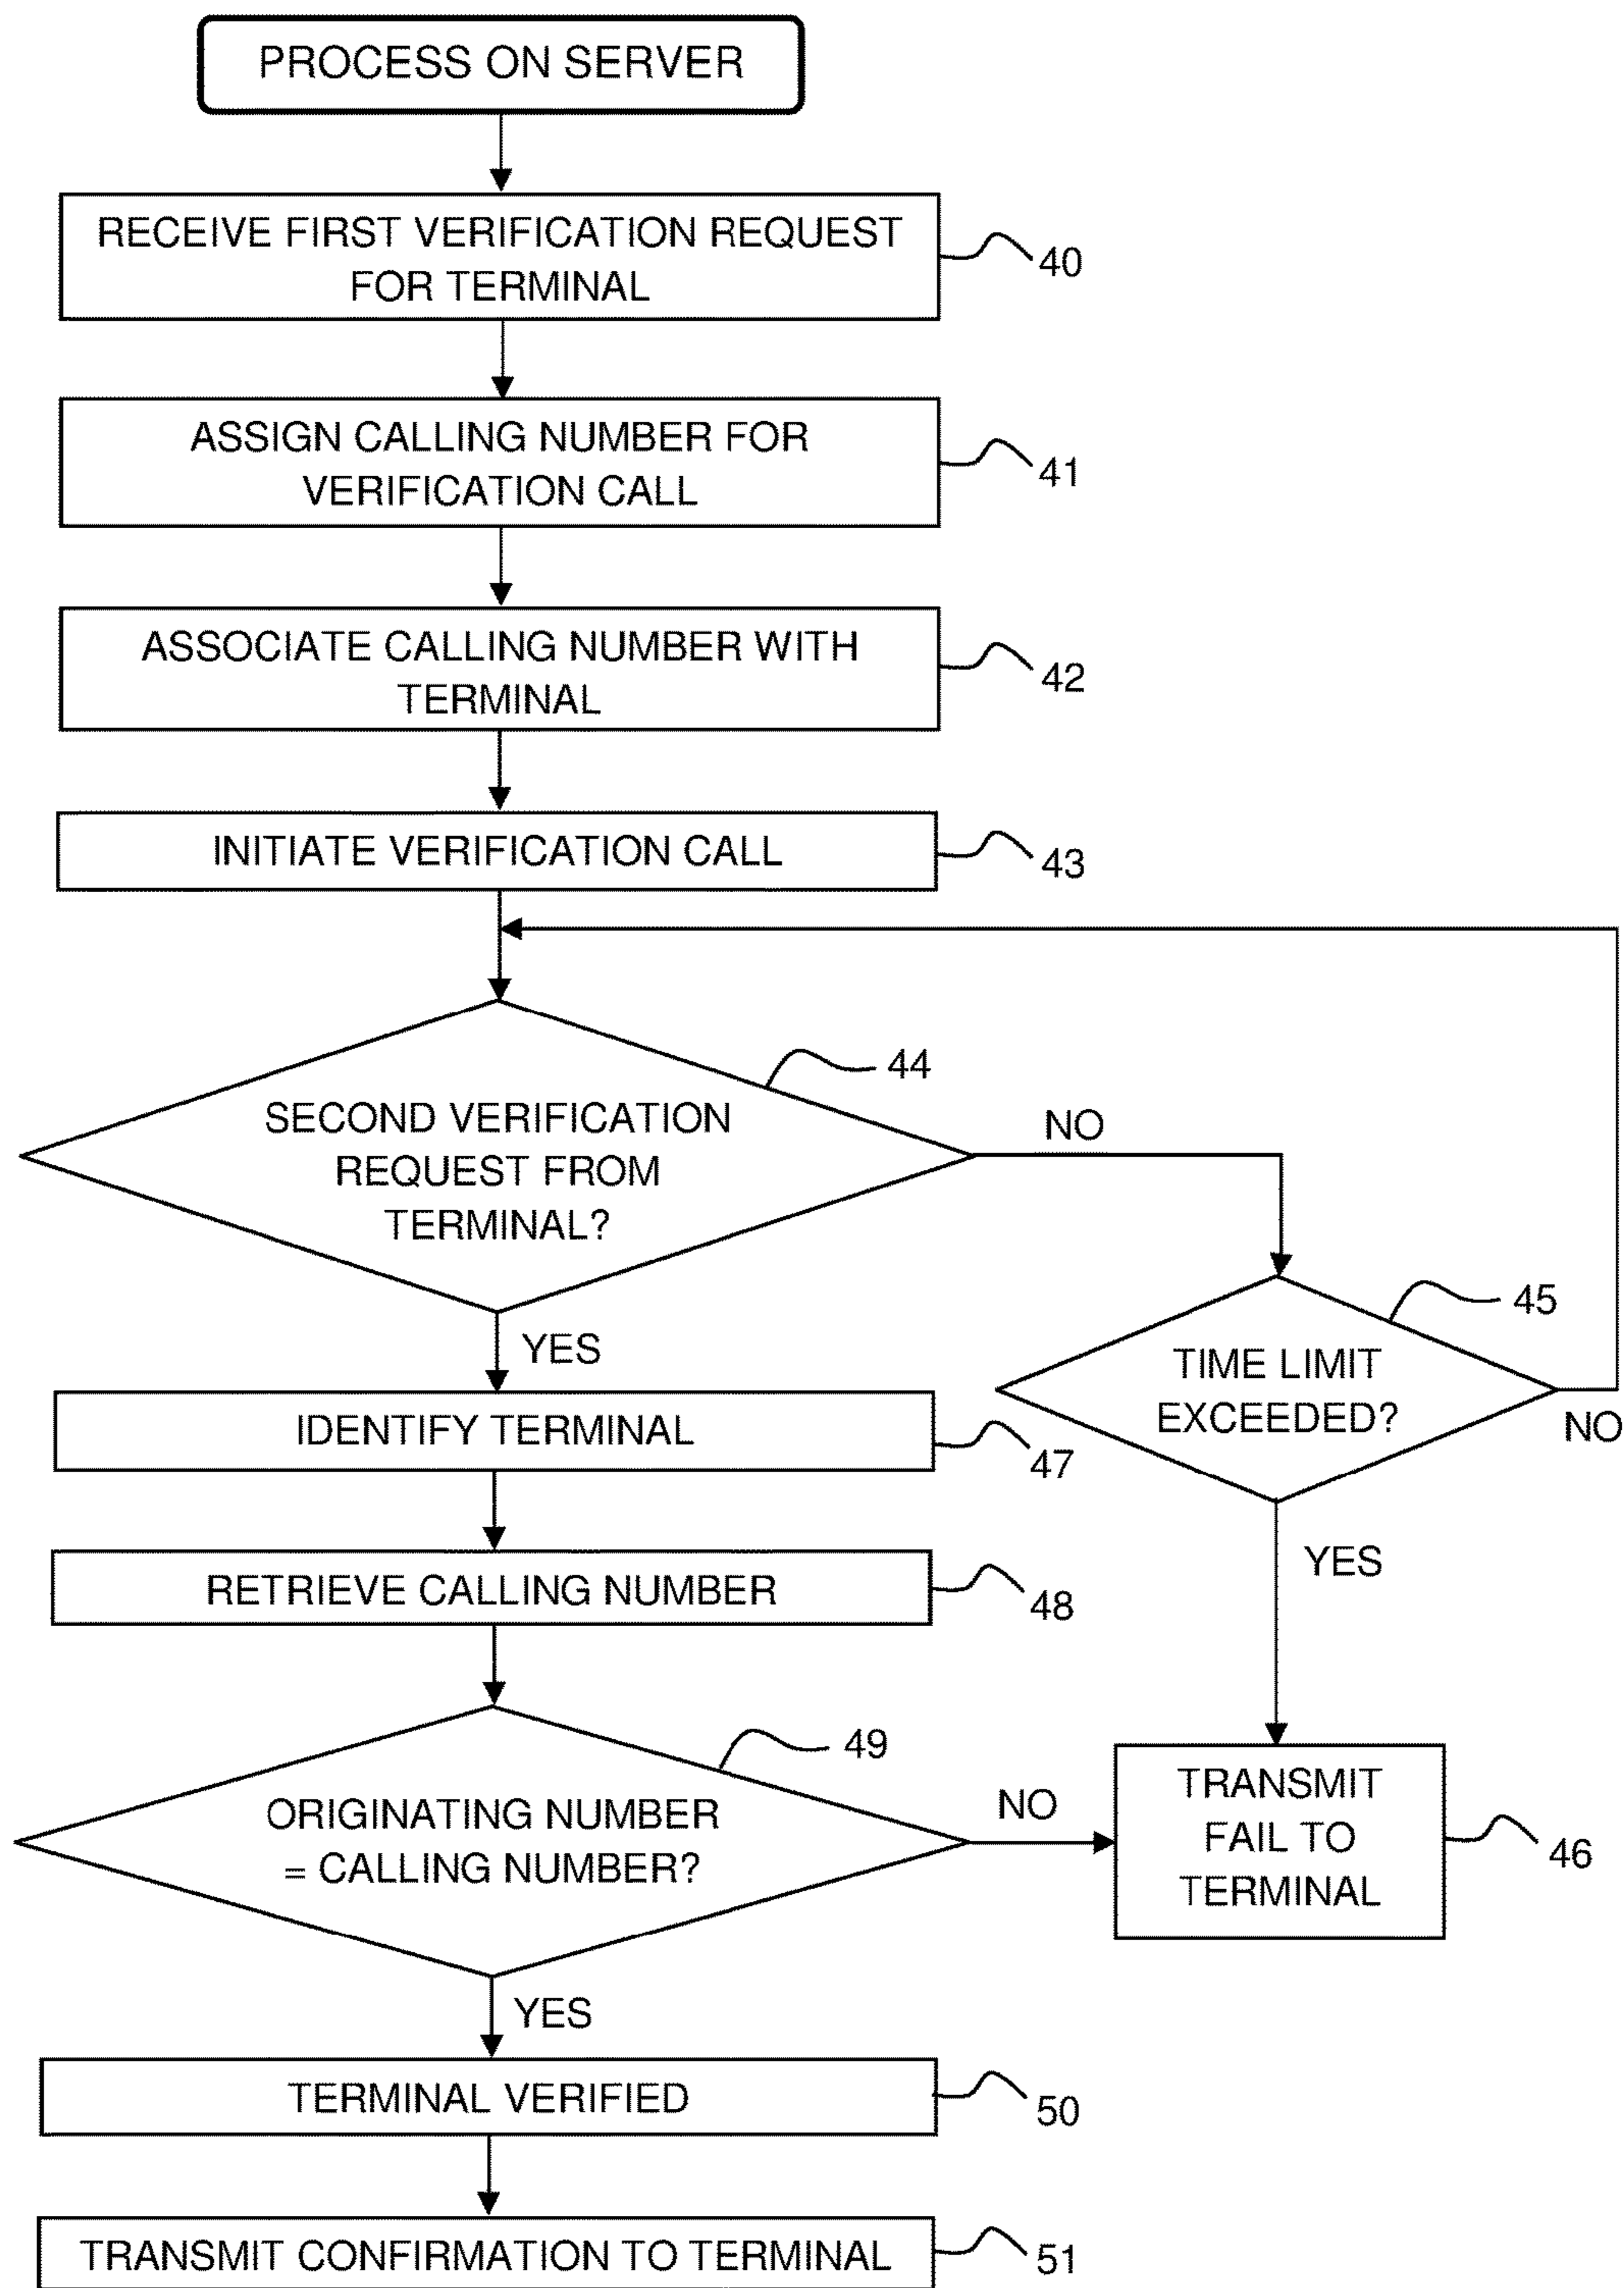 PROCESS ON SERVER
RECEIVE FIRST VERIFICATION REQUEST
FOR TERMINAL
40
ASSIGN CALLING NUMBER FOR
VERIFICATION CALL
41
ASSOCIATE CALLING NUMBER WITH
TERMINAL
42
INITIATE VERIFICATION CALL
43
44
SECOND VERIFICATION
REQUEST FROM
TERMINAL?
NO
YES
45
TIME LIMIT
EXCEEDED?
NO
YES
IDENTIFY TERMINAL
47
RETRIEVE CALLING NUMBER
48
49
ORIGINATING NUMBER
= CALLING NUMBER?
NO
TRANSMIT
FAIL TO
TERMINAL
46
YES
TERMINAL VERIFIED
50
TRANSMIT CONFIRMATION TO TERMINAL
51